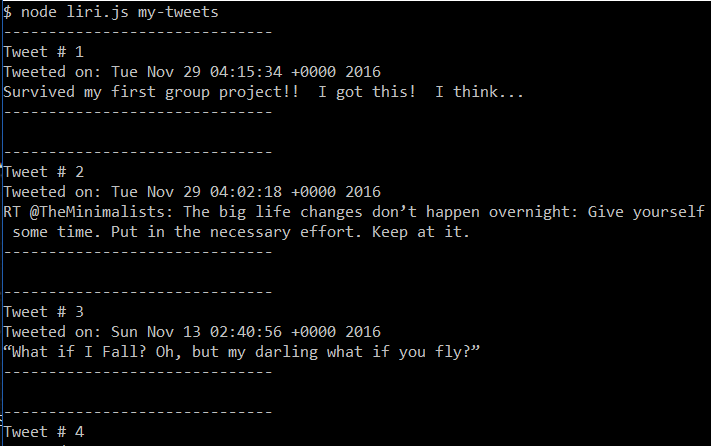 $ node liri.js my-tweets
------------------------------
Tweet # 1
Tweeted on: Tue Nov 29 04:15:34 +0000 2016
Survived my first group project!!  I got this!  I think...
------------------------------
------------------------------
Tweet # 2
Tweeted on: Tue Nov 29 04:02:18 +0000 2016
RT @TheMinimalists: The big life changes don’t happen overnight: Give yourself
some time. Put in the necessary effort. Keep at it.
------------------------------
------------------------------
Tweet # 3
Tweeted on: Sun Nov 13 02:40:56 +0000 2016
“What if I Fall? Oh, but my darling what if you fly?”
------------------------------
------------------------------
Tweet # 4